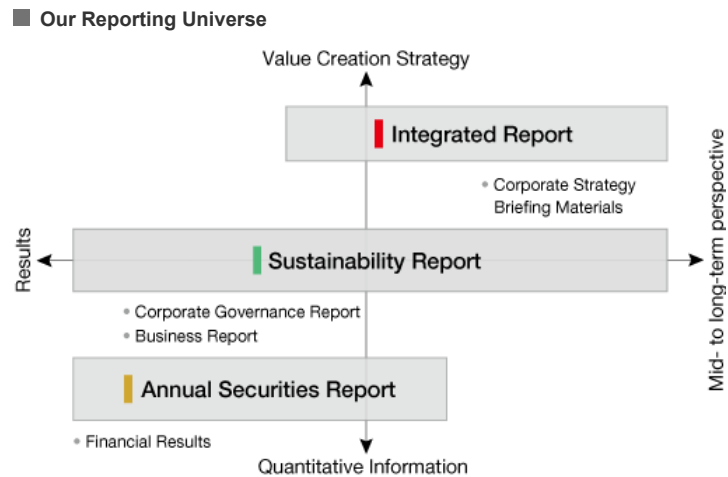 Our Reporting Universe
Value Creation Strategy
Integrated Report
• Corporate Strategy
Briefing Materials
Results
Mid- to long-term perspective
Sustainability Report
• Corporate Governance Report
• Business Report
Annual Securities Report
• Financial Results
Quantitative Information